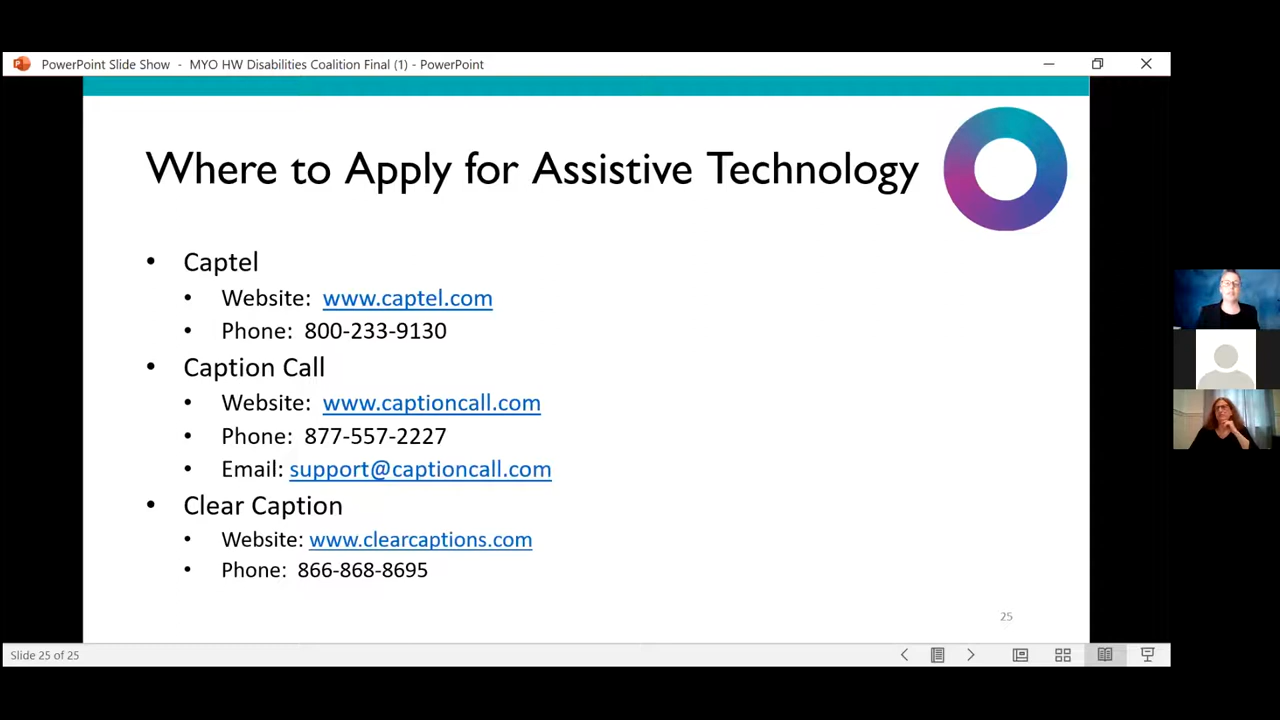 PowerPoint Slide Show - MYO HW Disabilities Coalition Final (1) - PowerPoint
Where to Apply for Assistive Technology
• Captel
• Website: www.captel.com
• Phone: 800-233-9130
• Caption Call
• Website: www.captioncall.com
• Phone: 877-557-2227
• Email: support@captioncall.com
• Clear Caption
• Website: www.clearcaptions.com
• Phone: 866-868-8695
25
Slide 25 of 25